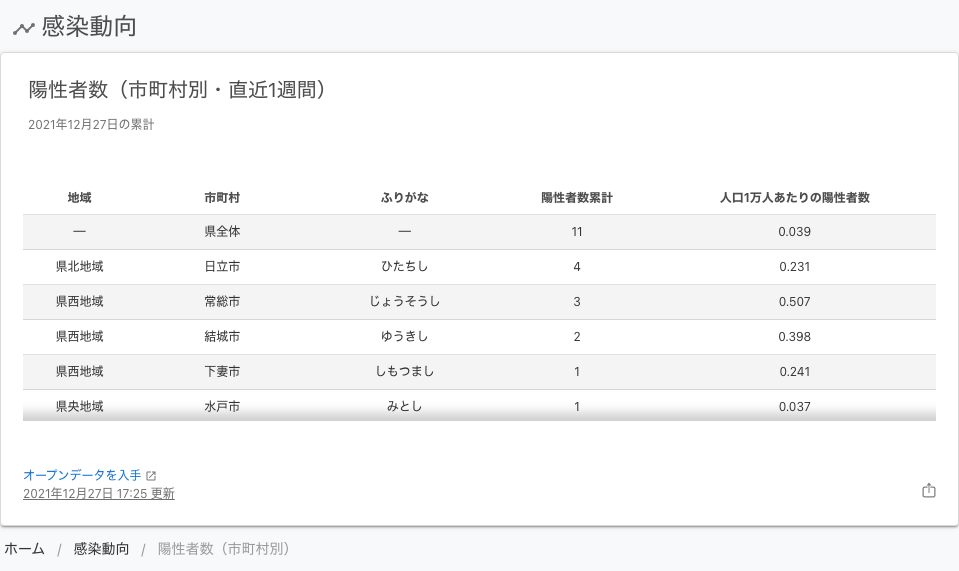 感染動向
陽性者数（市町村別・直近1週間）
2021年12月27日の累計
地域 市町村 ふりがな 陽性者数累計 人口1万人あたりの陽性者数
— 県全体 — 11 0.039
県北地域 日立市 ひたちし 4 0.231
県西地域 常総市 じょうそうし 3 0.507
県西地域 結城市 ゆうきし 2 0.398
県西地域 下妻市 しもつまし 1 0.241
県央地域 水戸市 みとし 1 0.037
オープンデータを入手
2021年12月27日 17:25 更新
ホーム / 感染動向 / 陽性者数（市町村別）